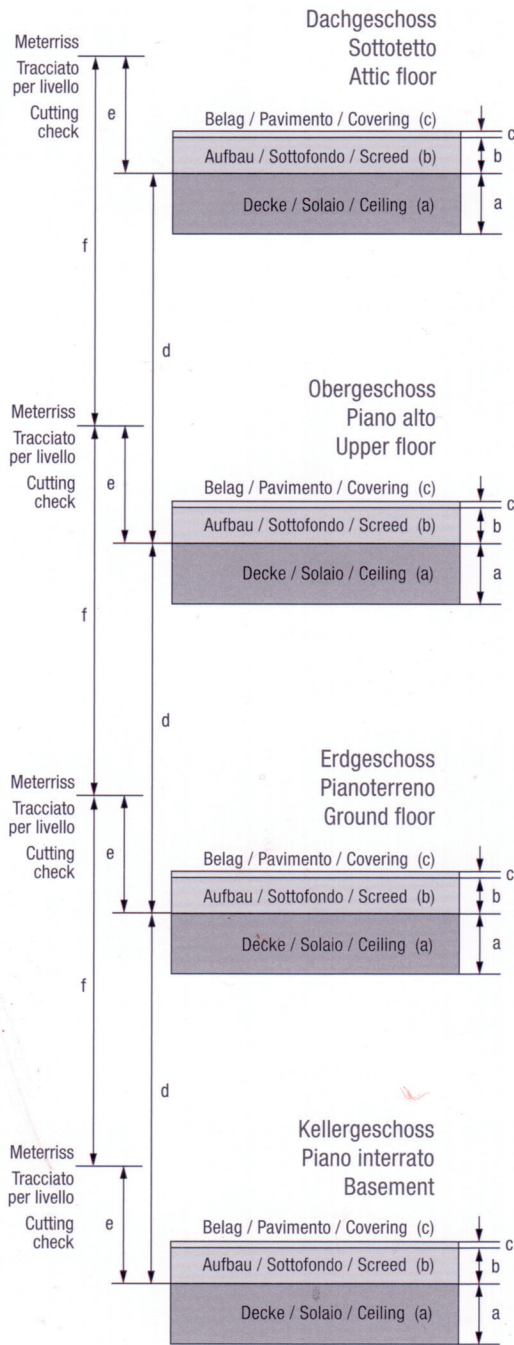 Dachgeschoss
Sottotetto
Attic floor
Meterriss
Tracciato
per livello
Cutting
check
e
f
d
Belag / Pavimento / Covering (c)
c
Aufbau / Sottofondo / Screed (b)
b
Decke / Solaio / Ceiling (a)
a
Obergeschoss
Piano alto
Upper floor
Meterriss
Tracciato
per livello
Cutting
check
e
f
d
Belag / Pavimento / Covering (c)
c
Aufbau / Sottofondo / Screed (b)
b
Decke / Solaio / Ceiling (a)
a
Erdgeschoss
Pianoterreno
Ground floor
Meterriss
Tracciato
per livello
Cutting
check
e
f
d
Belag / Pavimento / Covering (c)
c
Aufbau / Sottofondo / Screed (b)
b
Decke / Solaio / Ceiling (a)
a
Kellergeschoss
Piano interrato
Basement
Meterriss
Tracciato
per livello
Cutting
check
e
Belag / Pavimento / Covering (c)
c
Aufbau / Sottofondo / Screed (b)
b
Decke / Solaio / Ceiling (a)
a